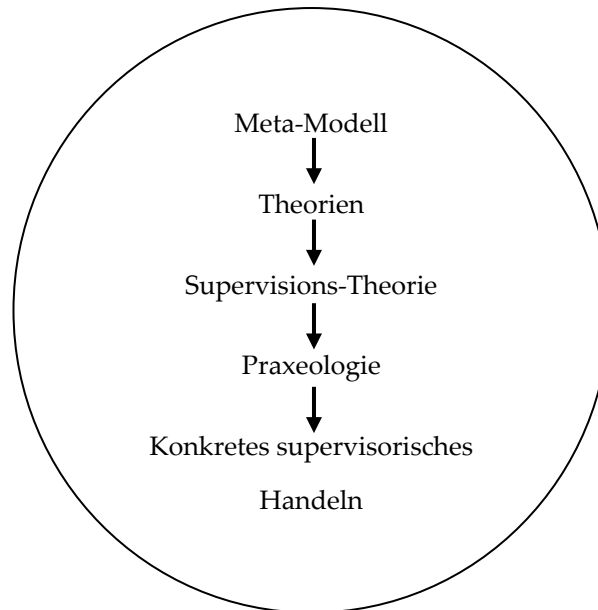 Meta-Modell
Theorien
Supervisions-Theorie
Praxeologie
Konkretes supervisorisches
Handeln